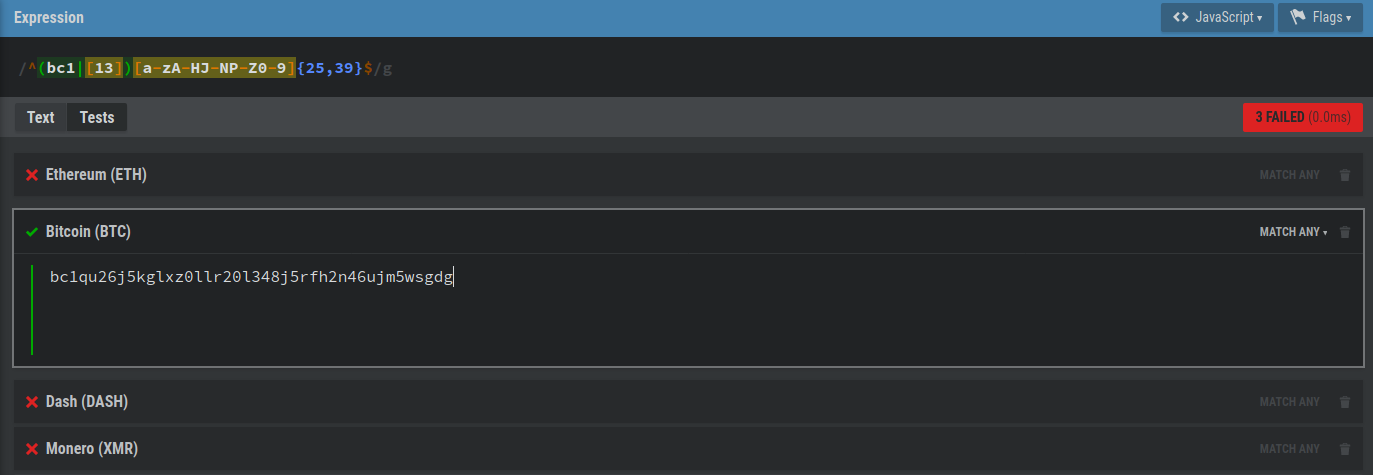 Expression
JavaScript
Flags
/^(bc1|[13])[a-zA-HJ-NP-Z0-9]{25,39}$/g
Text Tests
3 FAILED (0.0ms)
Ethereum (ETH) MATCH ANY
Bitcoin (BTC) MATCH ANY
bc1qu26j5kglxz0llr20l348j5rfh2n46ujm5wsgdg
Dash (DASH) MATCH ANY
Monero (XMR) MATCH ANY